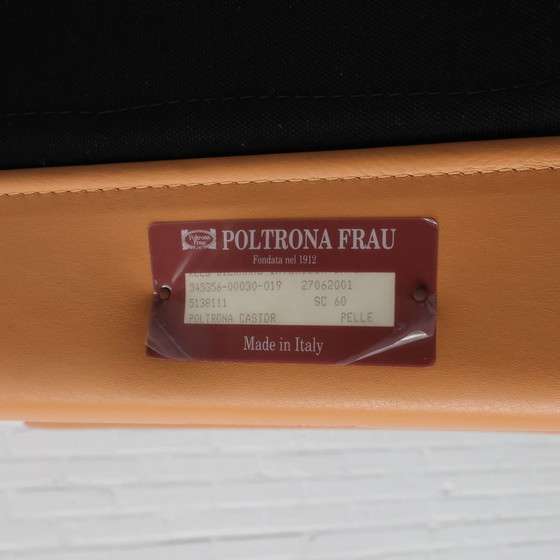 Poltrona Frau
POLTRONA FRAU
Fondata nel 1912
345356-00030-019 27062001
5138111 SC 60
POLTRONA CASTOR PELLE
Made in Italy